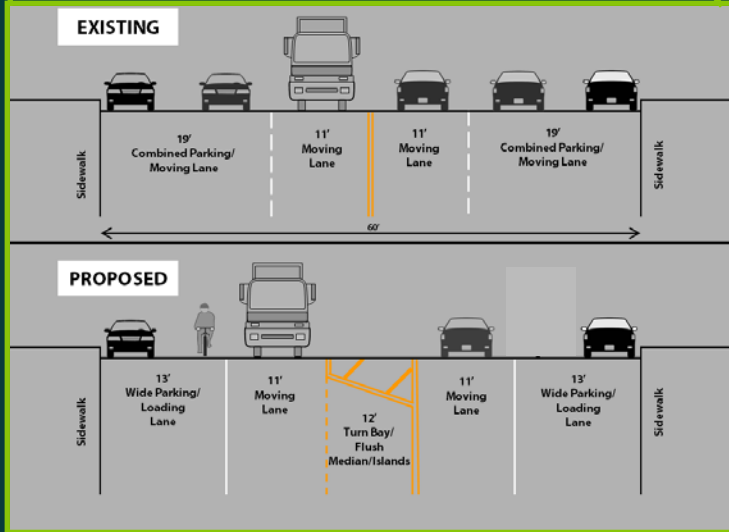 EXISTING
Sidewalk
19'
Combined Parking/
Moving Lane
11'
Moving
Lane
11'
Moving
Lane
19'
Combined Parking/
Moving Lane
Sidewalk
60'
PROPOSED
Sidewalk
13'
Wide Parking/
Loading
Lane
11'
Moving
Lane
12'
Turn Bay/
Flush
Median/Islands
11'
Moving
Lane
13'
Wide Parking/
Loading
Lane
Sidewalk